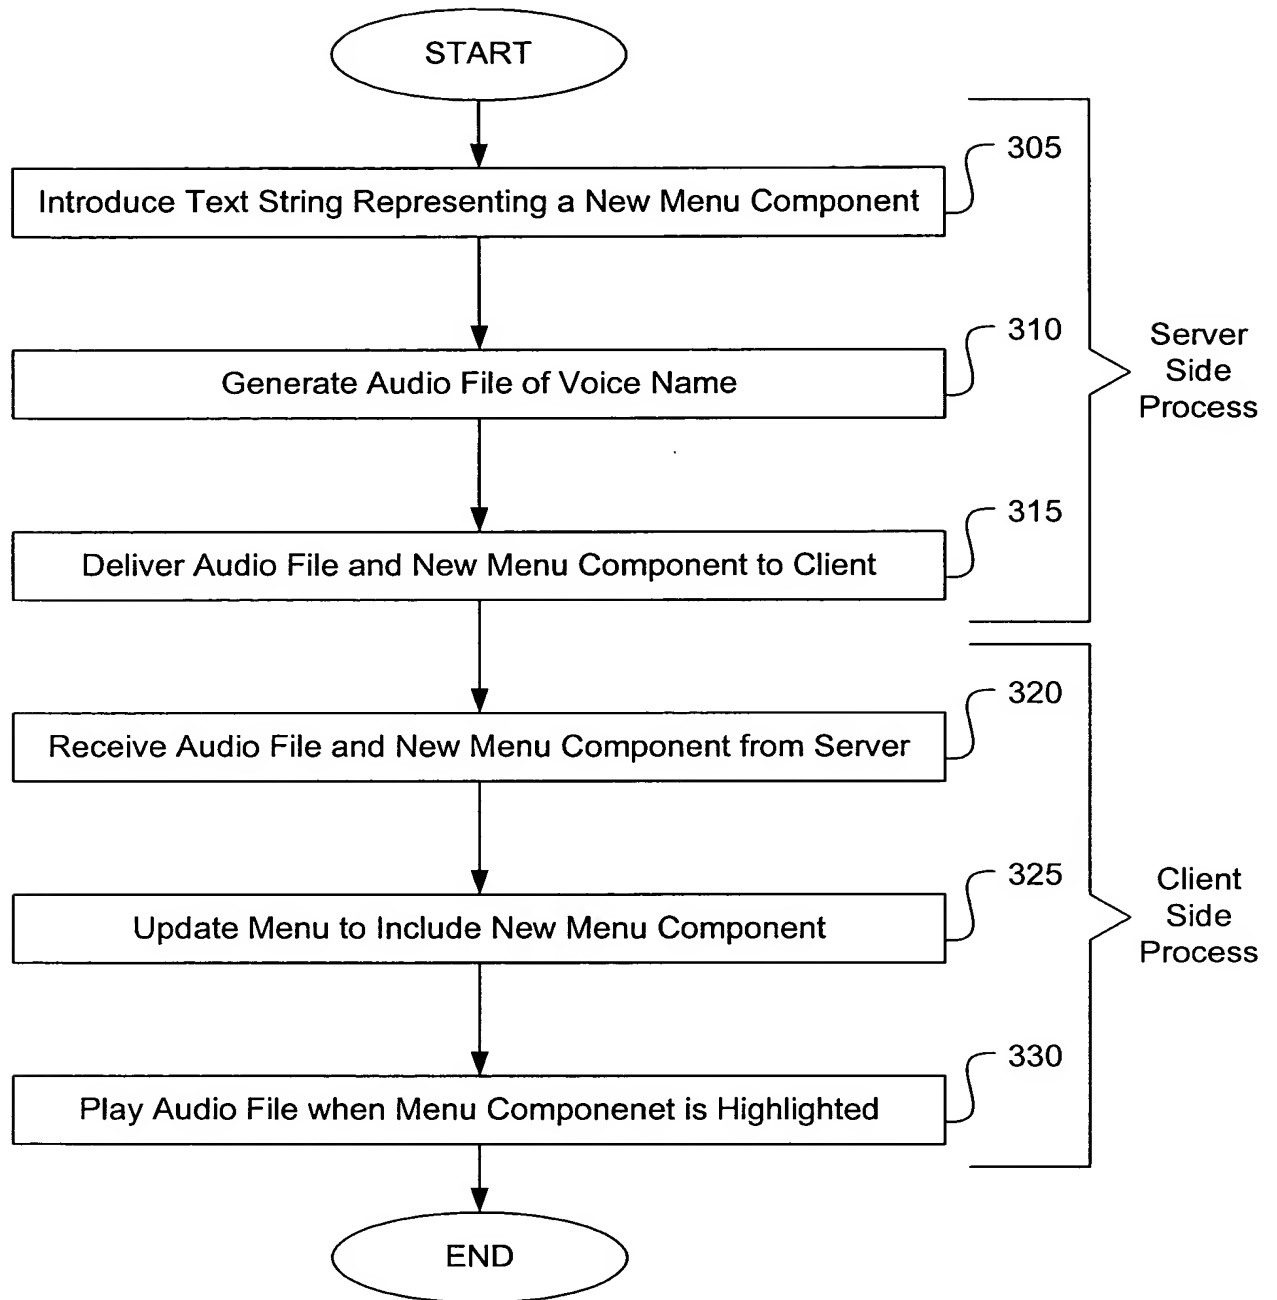 START
305
Introduce Text String Representing a New Menu Component
310
Generate Audio File of Voice Name
Server
Side
Process
315
Deliver Audio File and New Menu Component to Client
320
Receive Audio File and New Menu Component from Server
325
Update Menu to Include New Menu Component
Client
Side
Process
330
Play Audio File when Menu Componenet is Highlighted
END